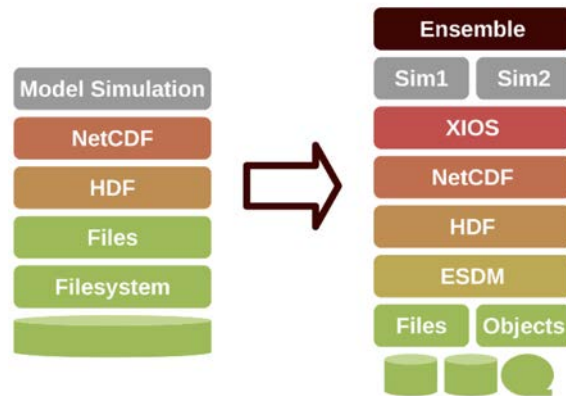 Model Simulation
NetCDF
HDF
Files
Filesystem
Ensemble
Sim1 Sim2
XIOS
NetCDF
HDF
ESDM
Files Objects